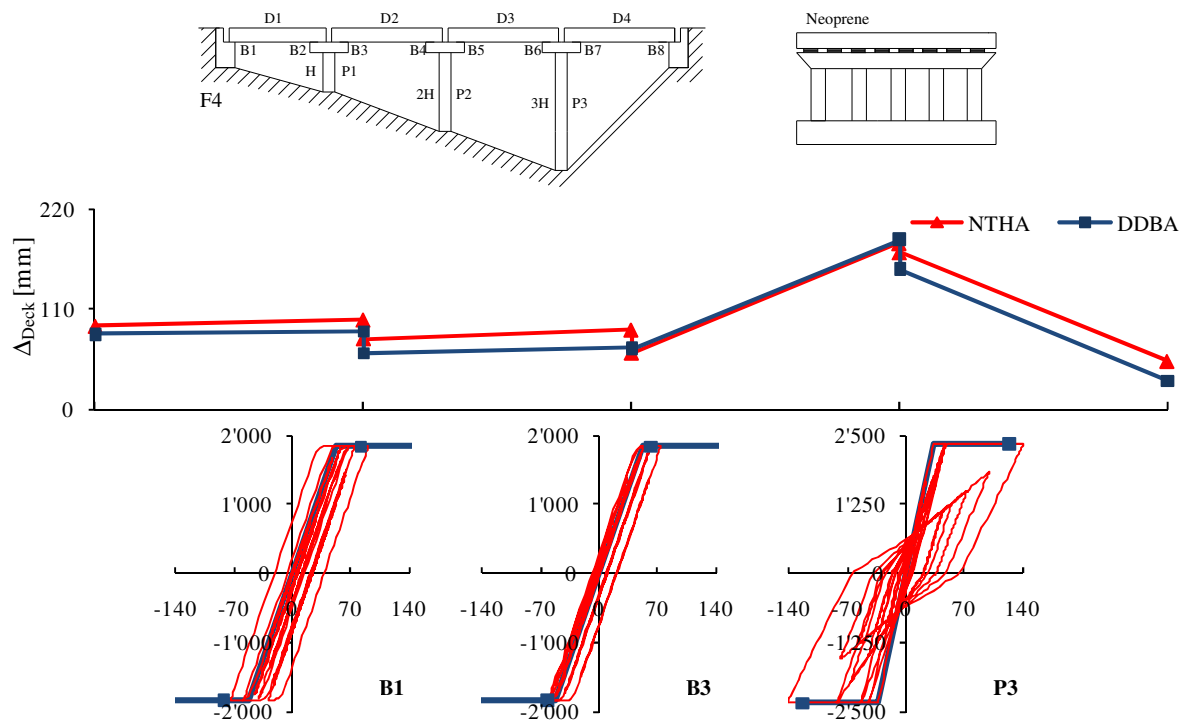 D1 D2 D3 D4 Neoprene
B1 B2 B3 B4 B5 B6 B7 B8
H P1
2H P2 3H P3
F4
220
NTHA DDBA
110
ΔDeck [mm]
0
2'000 2'000 2'500
1'000 1'000 1'250
0 0 0
-140 -70 0 70 140 -140 -70 0 70 140 -140 -70 0 70 140
-1'000 -1'000 -1'250
B1 B3 P3
-2'000 -2'000 -2'500